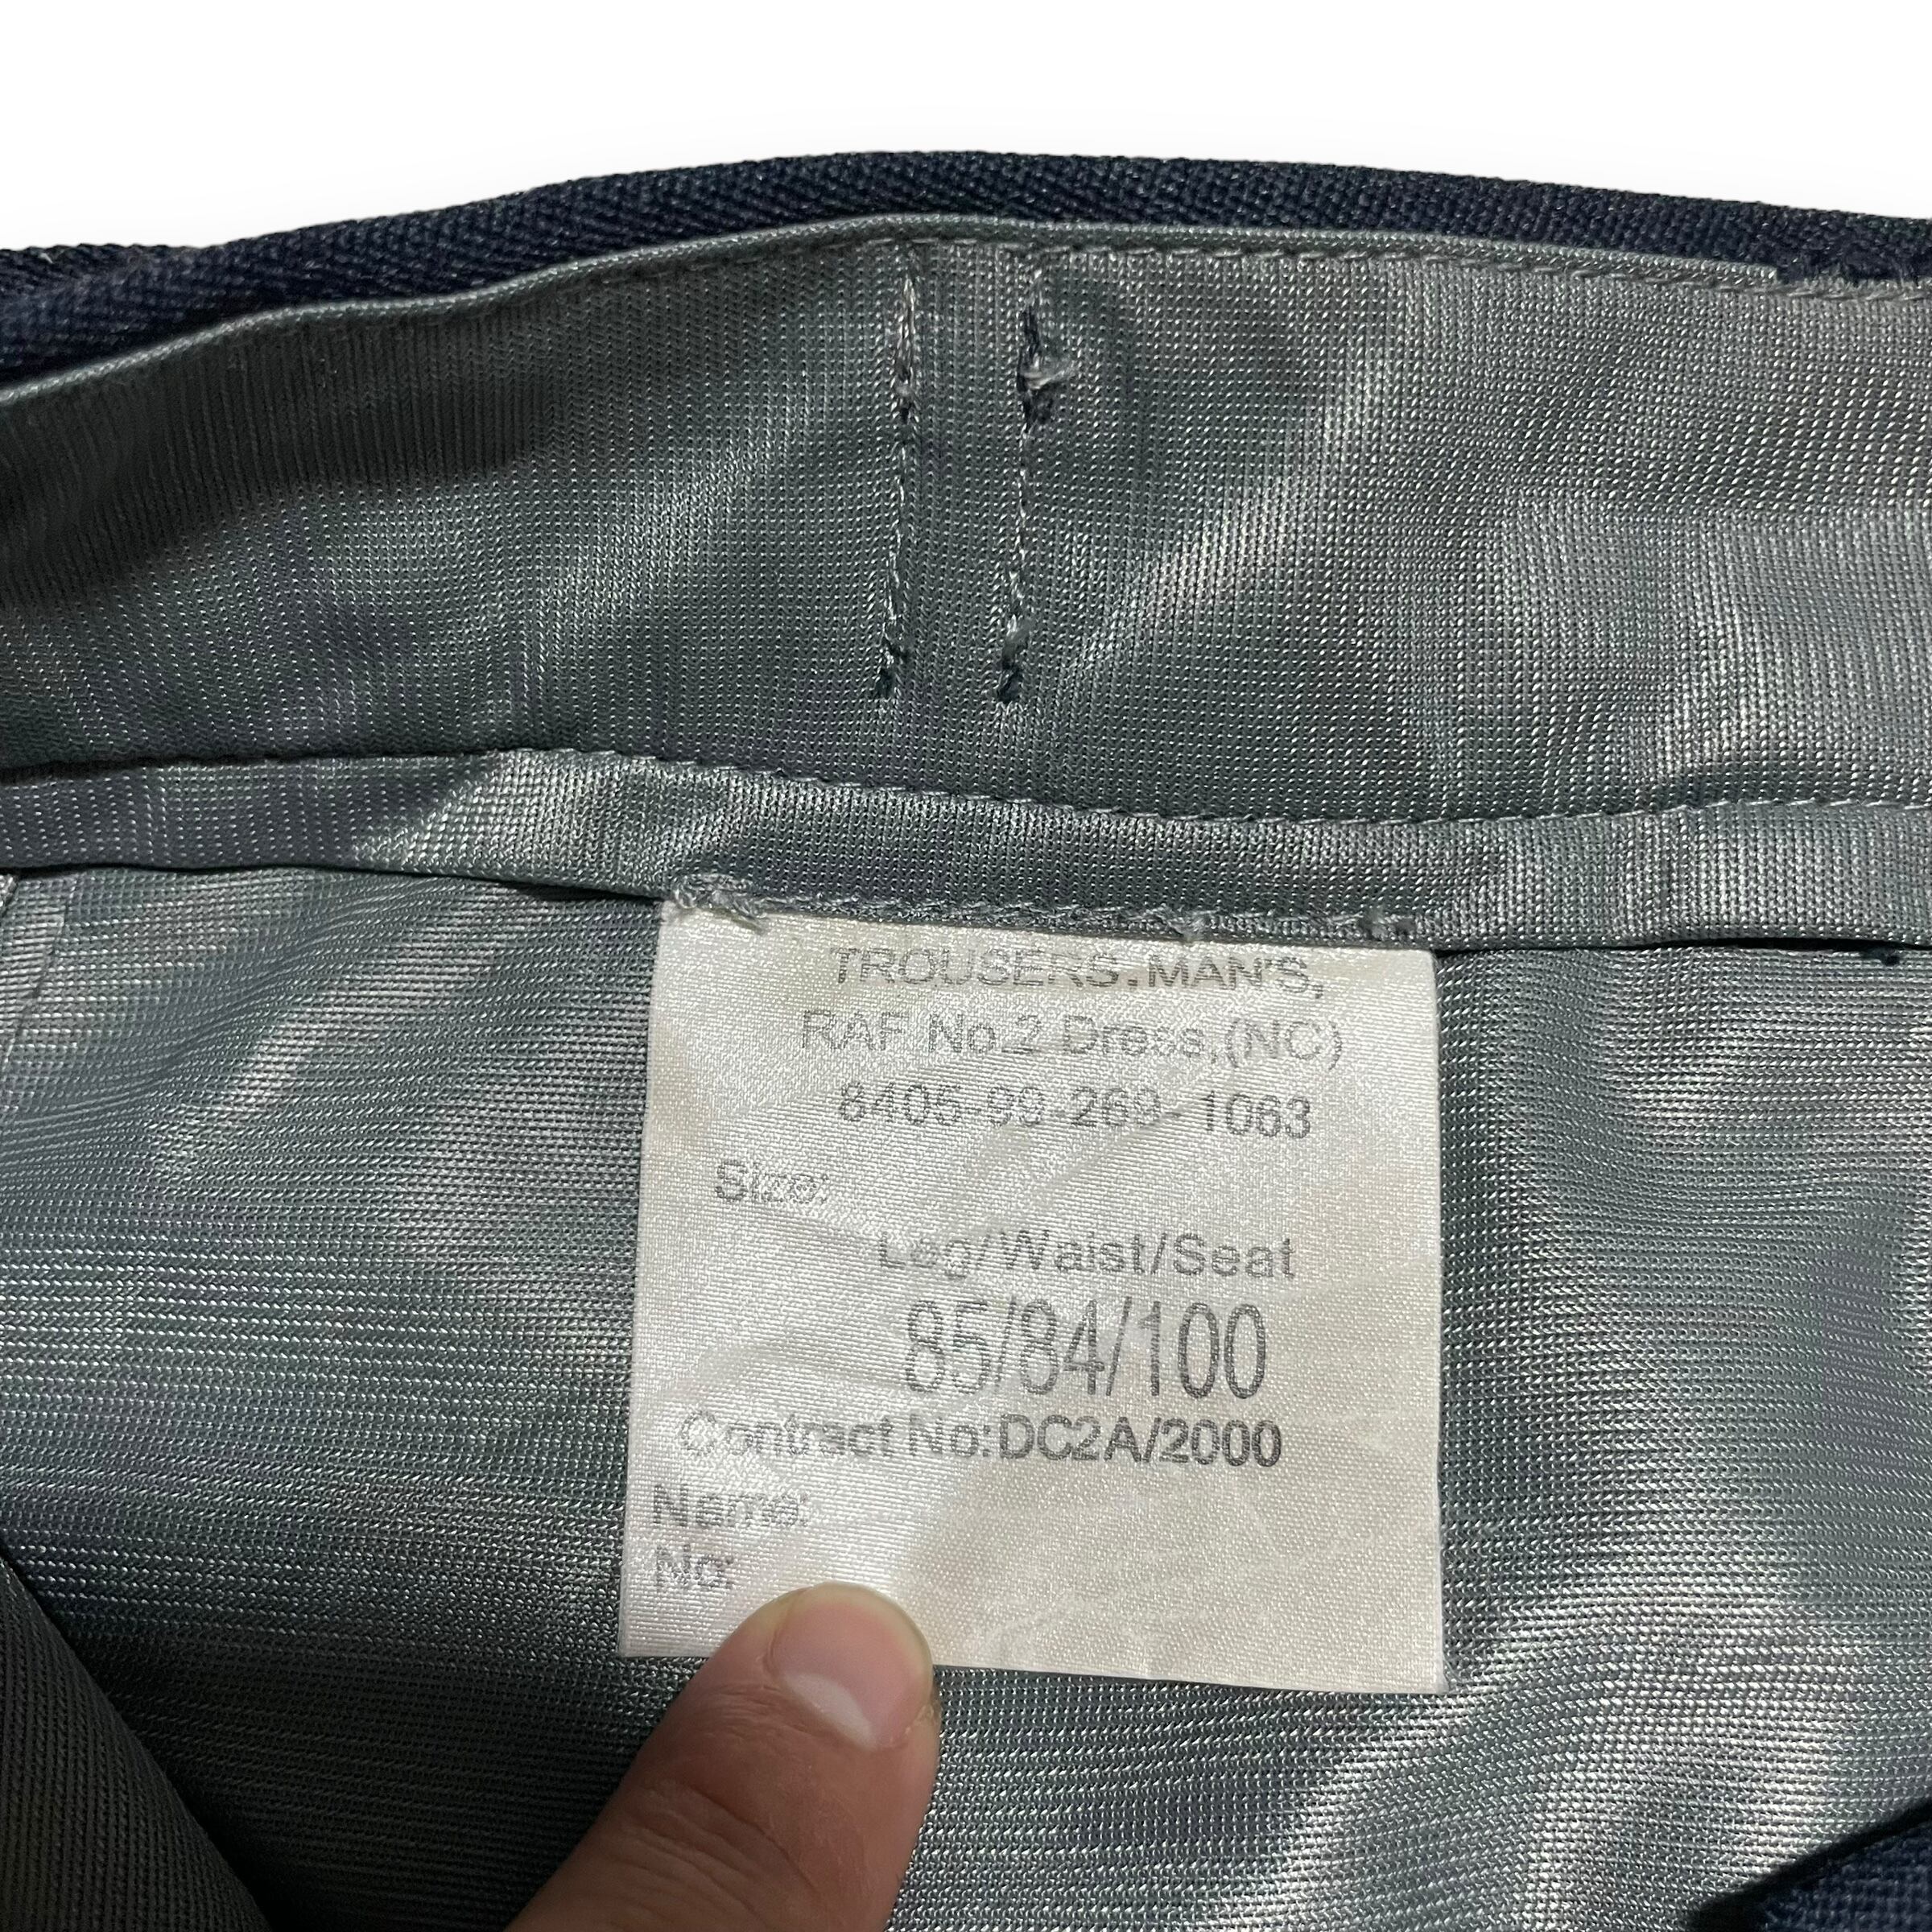 TROUSERS.MAN'S,
RAF No.2 Dress,(NC)
8405-99-269-1063
Size:
Leg/Waist/Seat
85/84/100
Contract No:DC2A/2000
Name:
No: